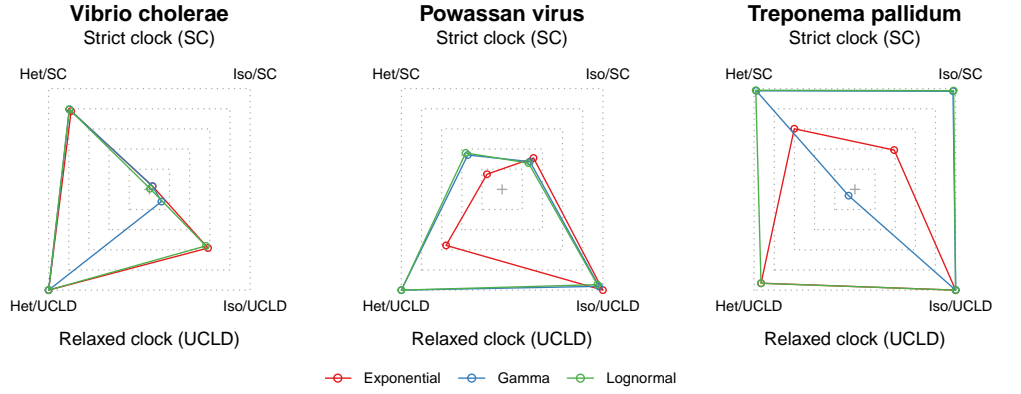 Vibrio cholerae
Strict clock (SC)
Het/SC
Iso/SC
Het/UCLD
Iso/UCLD
Relaxed clock (UCLD)
Powassan virus
Strict clock (SC)
Het/SC
Iso/SC
Het/UCLD
Iso/UCLD
Relaxed clock (UCLD)
Treponema pallidum
Strict clock (SC)
Het/SC
Iso/SC
Het/UCLD
Iso/UCLD
Relaxed clock (UCLD)
Exponential
Gamma
Lognormal